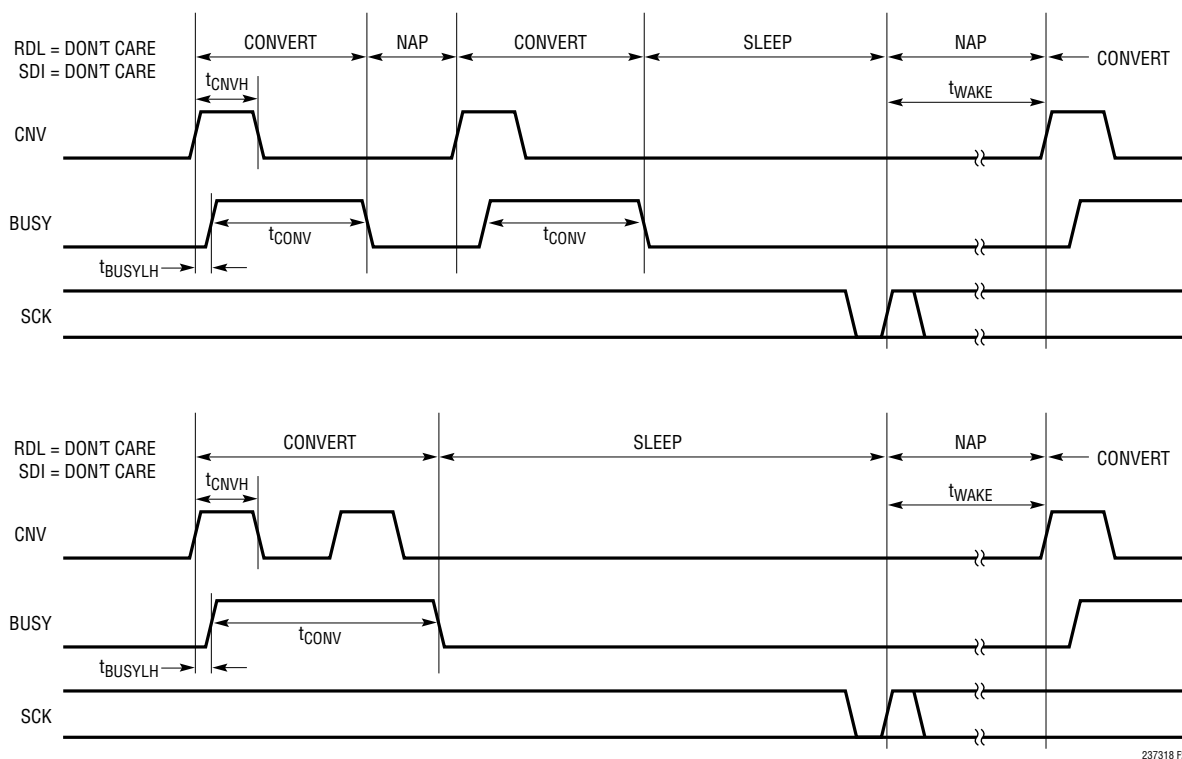 RDL = DON'T CARE
SDI = DON'T CARE
CONVERT
NAP
CONVERT
SLEEP
NAP
CONVERT
tCNVH
tWAKE
CNV
BUSY
tCONV
tCONV
tBUSYLH
SCK
RDL = DON'T CARE
SDI = DON'T CARE
CONVERT
SLEEP
NAP
CONVERT
tCNVH
tWAKE
CNV
BUSY
tCONV
tBUSYLH
SCK
237318 F